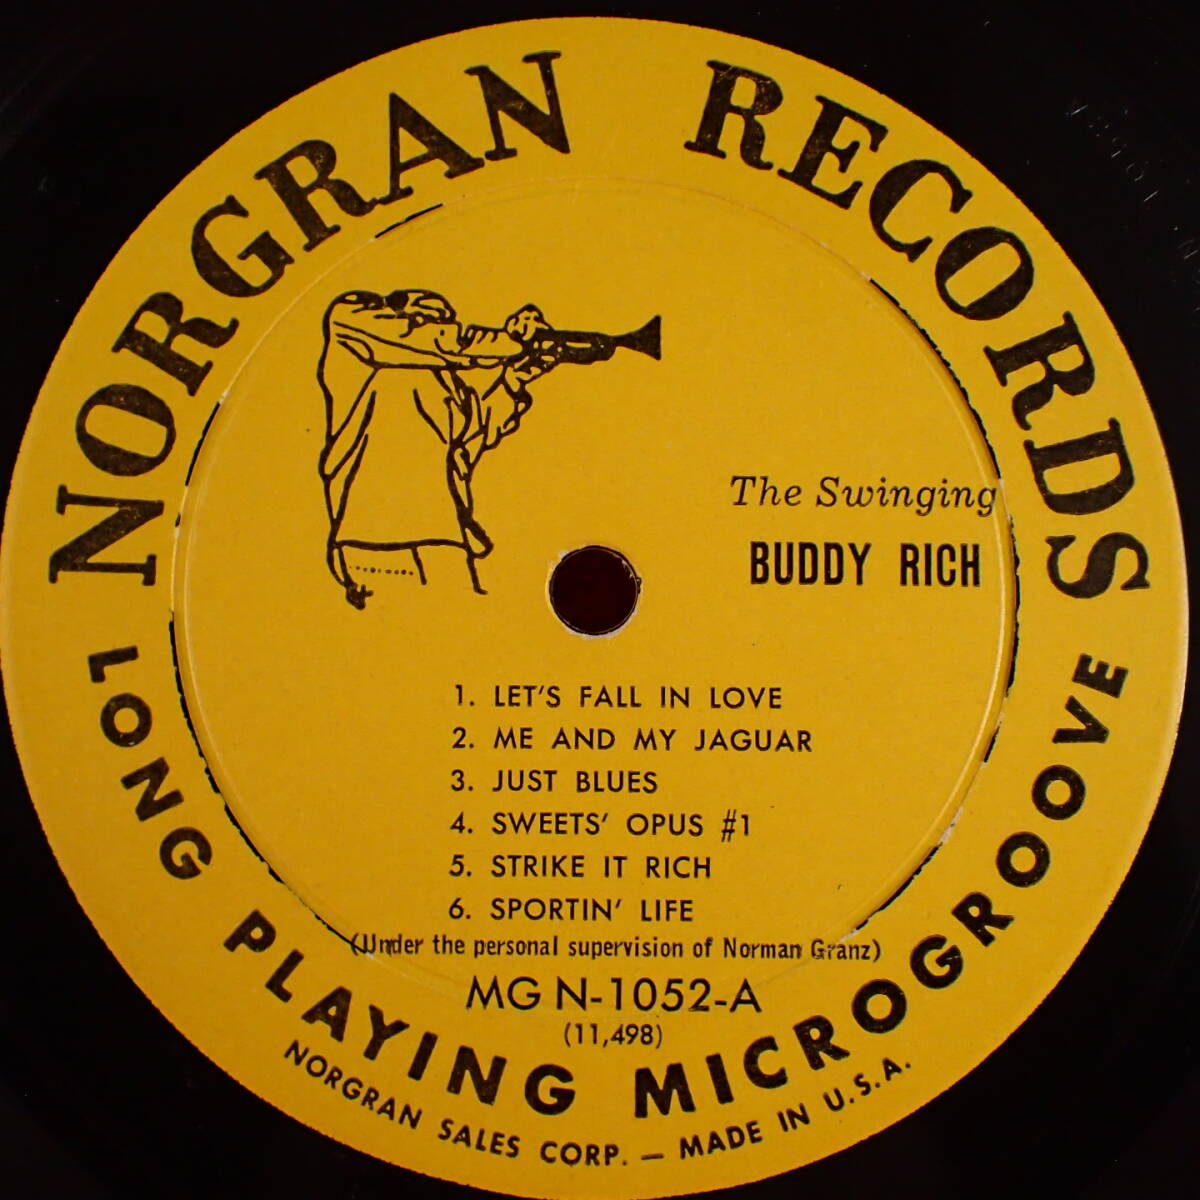 NORGRAN RECORDS
The Swinging
BUDDY RICH
1. LET'S FALL IN LOVE
2. ME AND MY JAGUAR
3. JUST BLUES
4. SWEETS' OPUS #1
5. STRIKE IT RICH
6. SPORTIN' LIFE
(Under the personal supervision of Norman Granz)
MG N-1052-A
(11,498)
LONG PLAYING MICROGROOVE
NORGRAN SALES CORP. — MADE IN U.S.A.